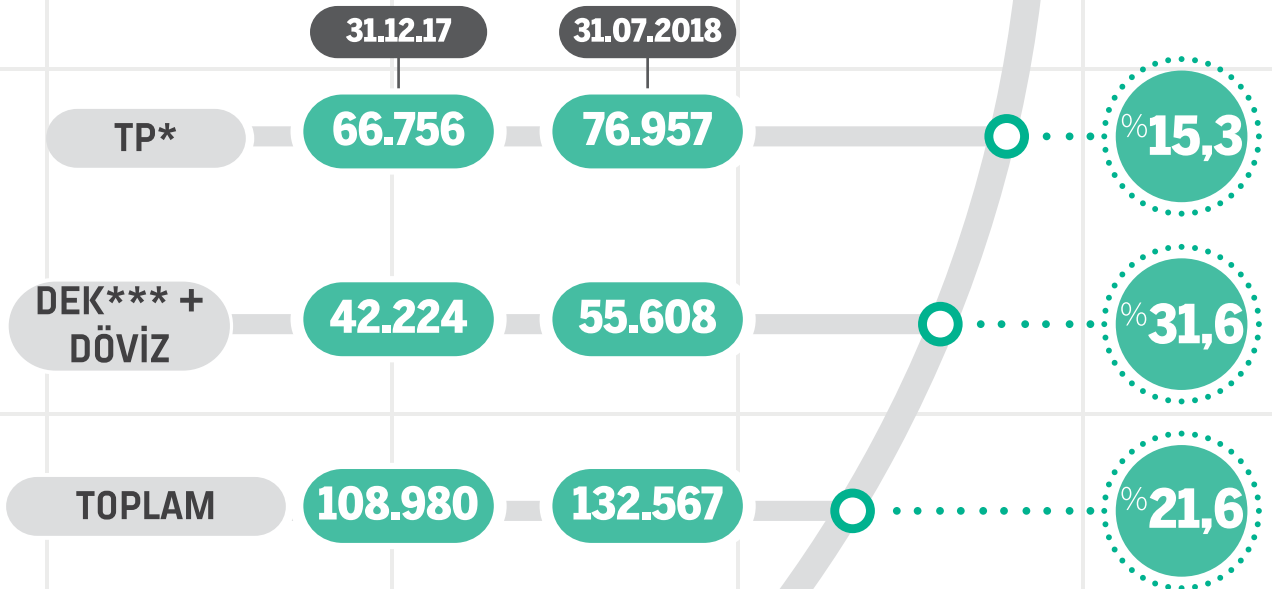 31.12.17 31.07.2018
TP* 66.756 76.957 %15,3
DEK*** +
DÖVİZ 42.224 55.608 %31,6
TOPLAM 108.980 132.567 %21,6